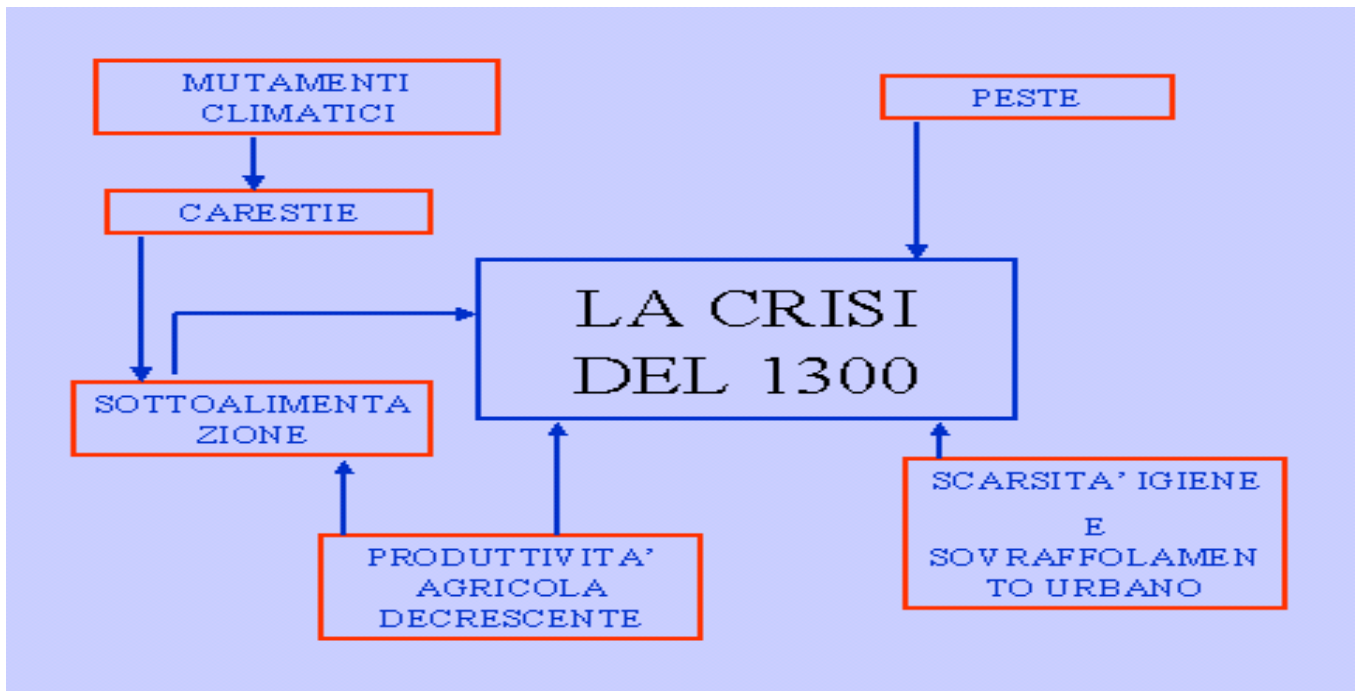 MUTAMENTI
CLIMATICI
PESTE
CARESTIE
LA CRISI
DEL 1300
SOTTOALIMENTA
ZIONE
SCARSITA' IGIENE
E
SOVRAFFOLAMEN
TO URBANO
PRODUTTIVITA'
AGRICOLA
DECRESCENTE